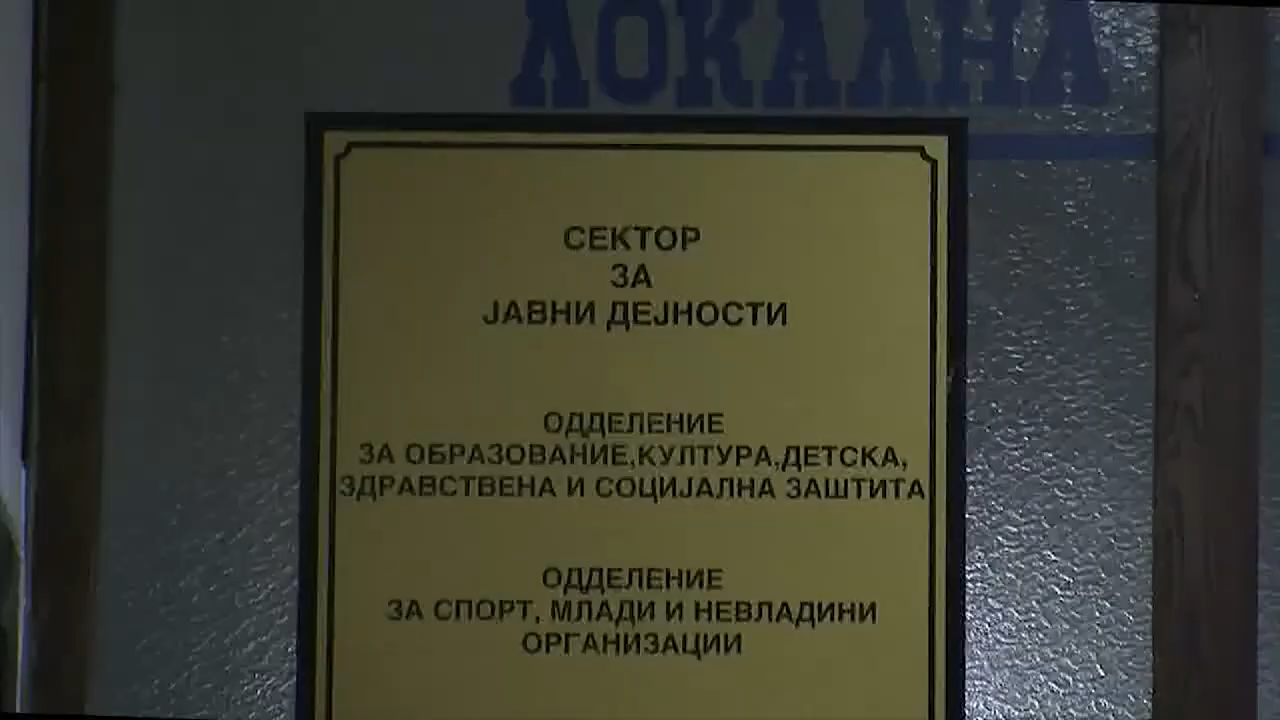 ЛОКАЛНА
СЕКТОР
ЗА
ЈАВНИ ДЕЈНОСТИ
ОДДЕЛЕНИЕ
ЗА ОБРАЗОВАНИЕ,КУЛТУРА,ДЕТСКА,
ЗДРАВСТВЕНА И СОЦИЈАЛНА ЗАШТИТА
ОДДЕЛЕНИЕ
ЗА СПОРТ, МЛАДИ И НЕВЛАДИНИ
ОРГАНИЗАЦИИ